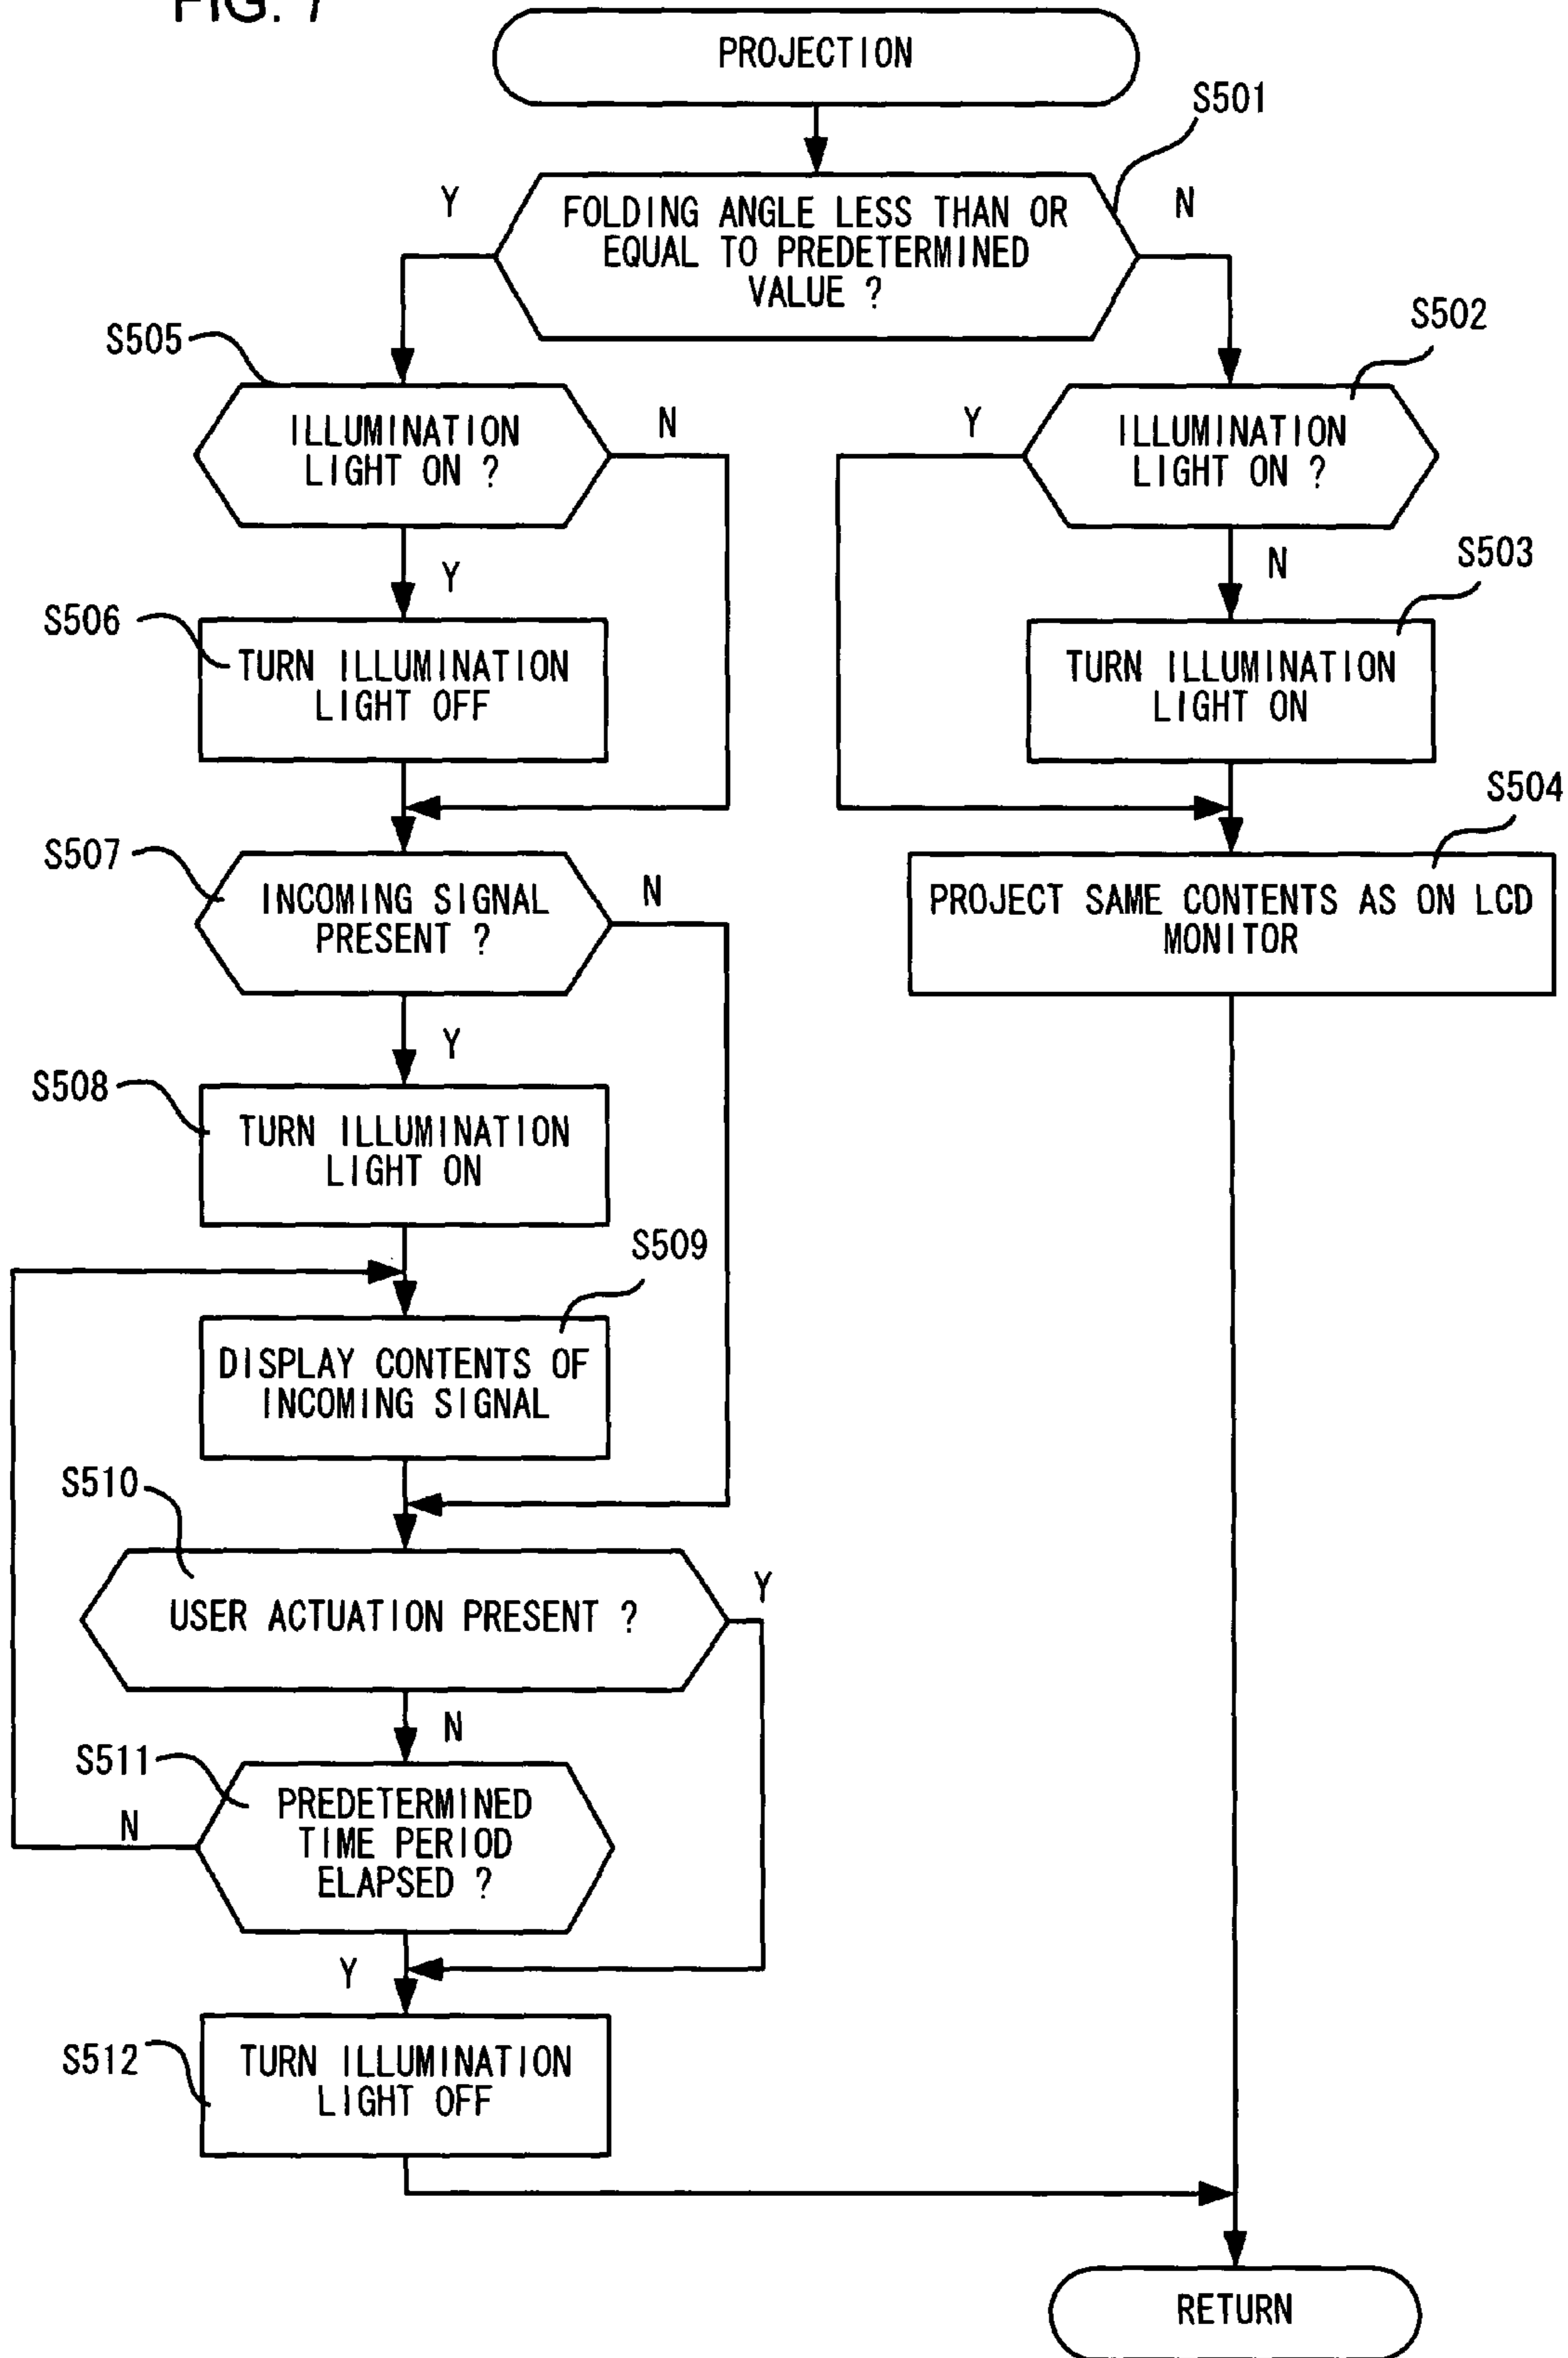 FIG. 7
PROJECTION
S501
Y
N
FOLDING ANGLE LESS THAN OR
EQUAL TO PREDETERMINED
VALUE ?
S505
S502
ILLUMINATION
LIGHT ON ?
N
Y
ILLUMINATION
LIGHT ON ?
Y
N
S503
S506
TURN ILLUMINATION
LIGHT OFF
TURN ILLUMINATION
LIGHT ON
S504
S507
INCOMING SIGNAL
PRESENT ?
N
PROJECT SAME CONTENTS AS ON LCD
MONITOR
Y
S508
TURN ILLUMINATION
LIGHT ON
S509
DISPLAY CONTENTS OF
INCOMING SIGNAL
S510
Y
USER ACTUATION PRESENT ?
N
S511
PREDETERMINED
TIME PERIOD
ELAPSED ?
N
Y
S512
TURN ILLUMINATION
LIGHT OFF
RETURN